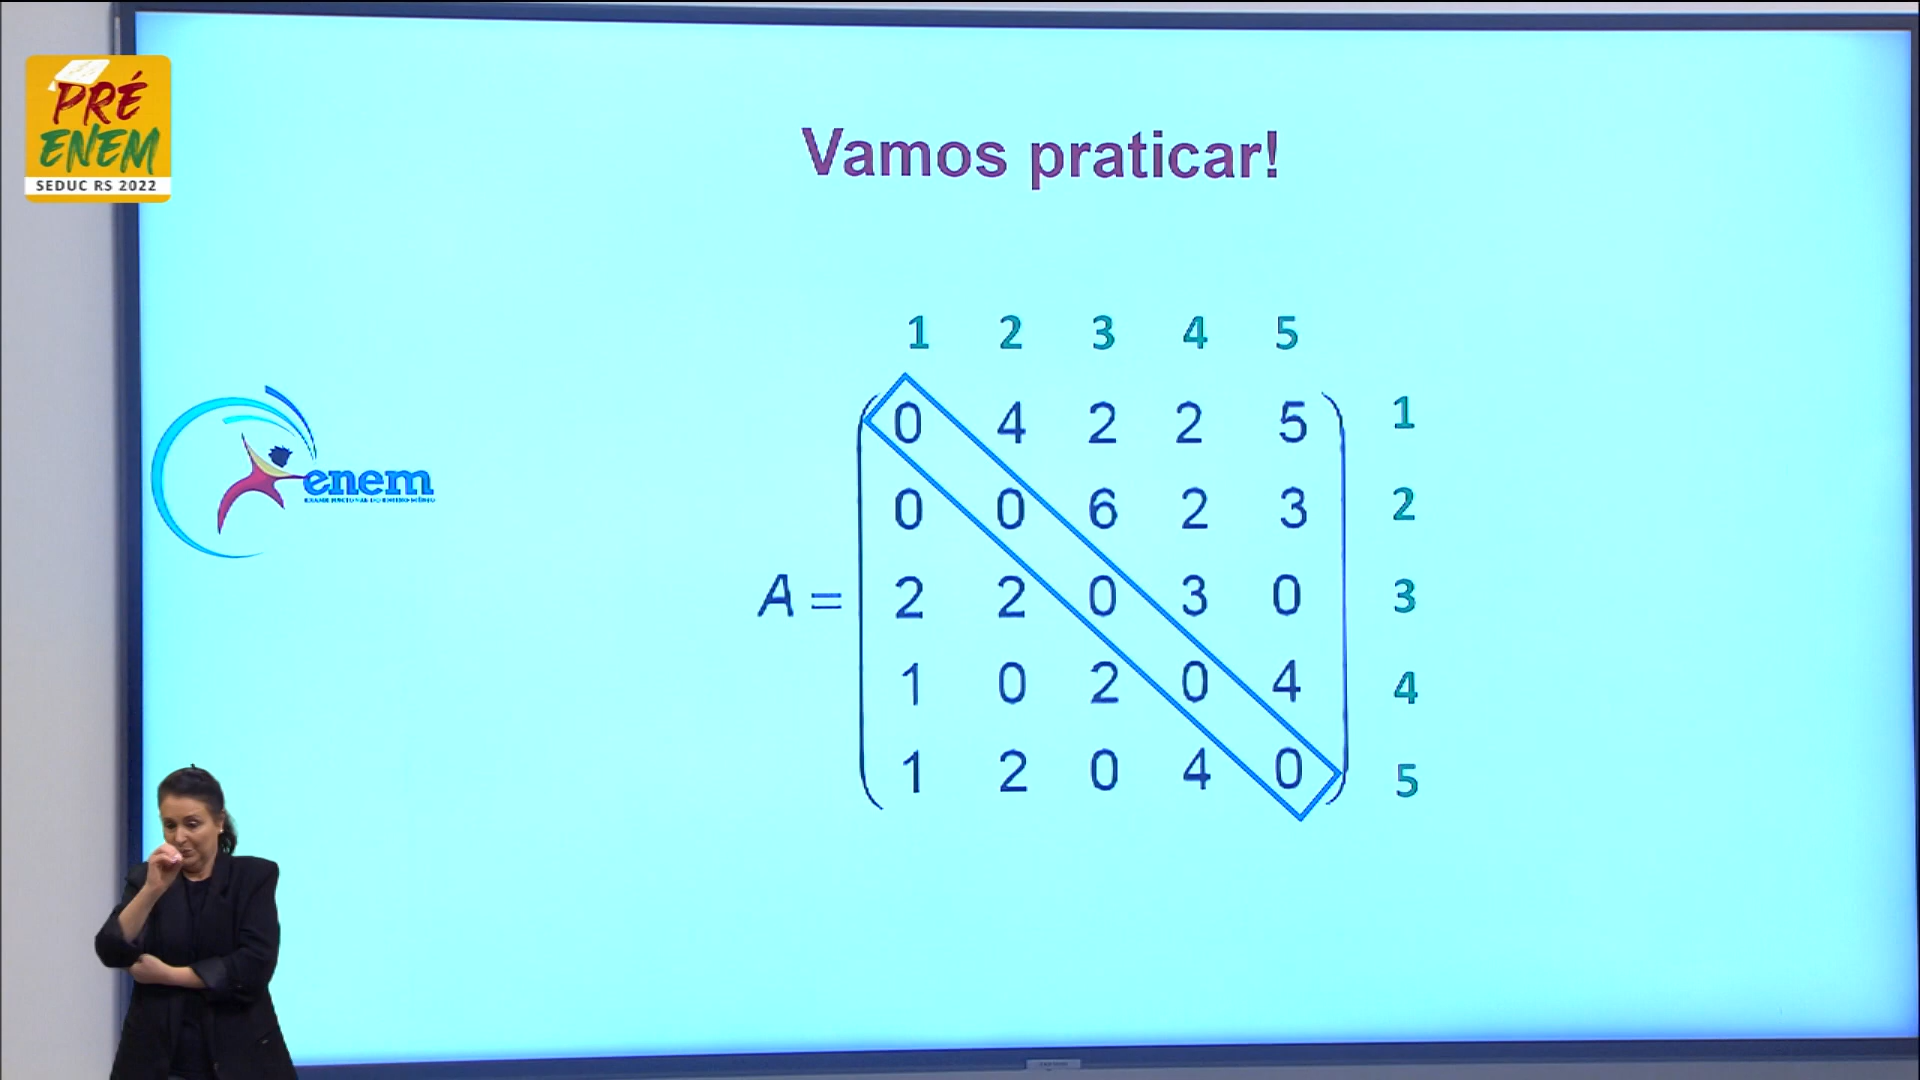 PRÉ
ENEM
SEDUC RS 2022
Vamos praticar!
1 2 3 4 5
0 4 2 2 5 1
0 0 6 2 3 2
A = 2 2 0 3 0 3
1 0 2 0 4 4
1 2 0 4 0 5
enem